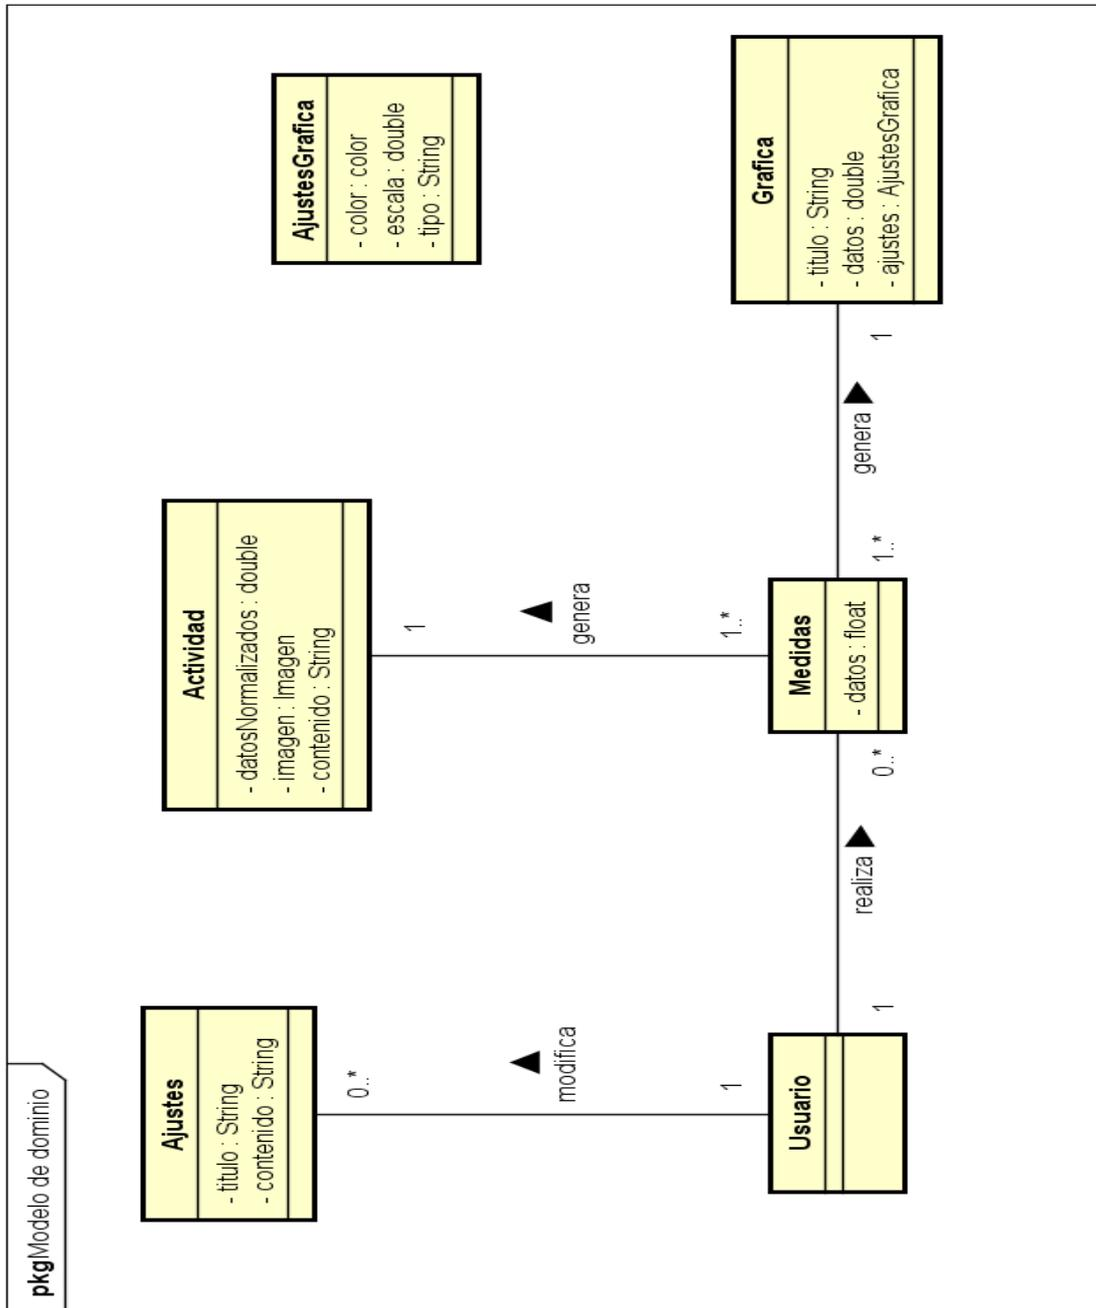 pkgModelo de dominio
Ajustes
- titulo : String
- contenido : String
Actividad
- datosNormalizados : double
- imagen : Imagen
- contenido : String
AjustesGrafica
- color : color
- escala : double
- tipo : String
0..*
modifica
1
1
genera
1..*
Usuario
1
realiza
0..*
Medidas
- datos : float
1..*
genera
1
Grafica
- titulo : String
- datos : double
- ajustes : AjustesGrafica